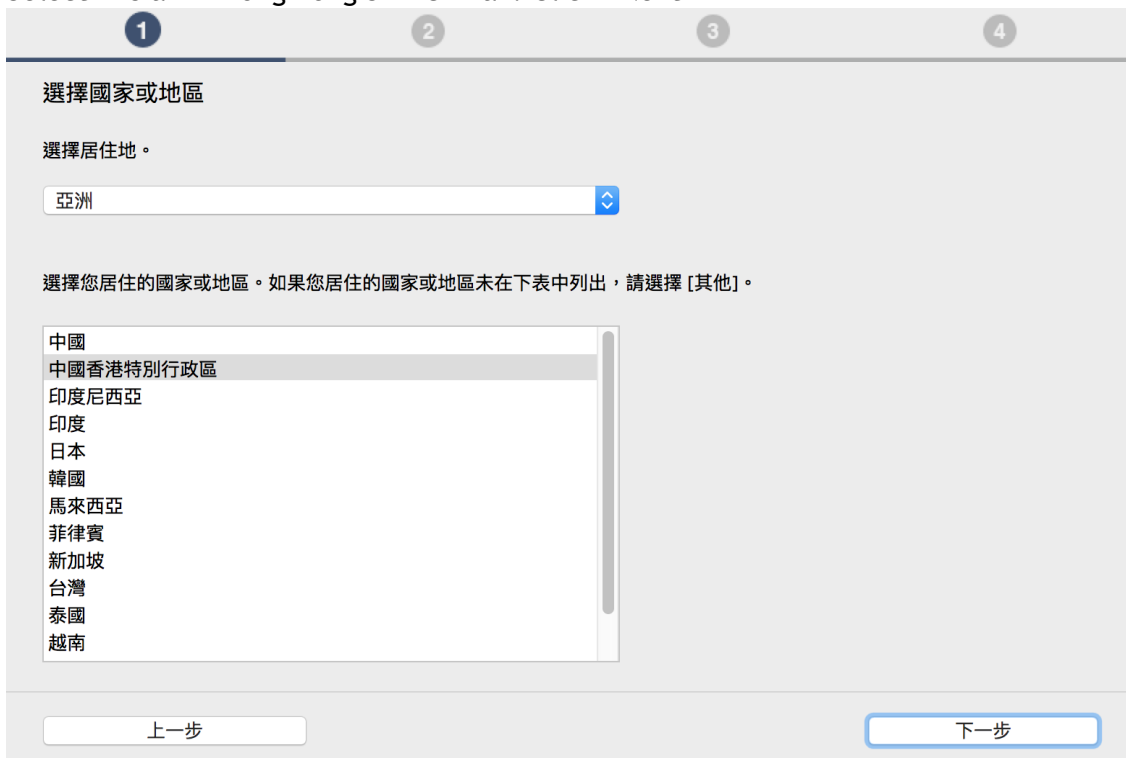 1 2 3 4
選擇國家或地區
選擇居住地。
亞洲
選擇您居住的國家或地區。如果您居住的國家或地區未在下表中列出，請選擇 [其他]。
中國
中國香港特別行政區
印度尼西亞
印度
日本
韓國
馬來西亞
菲律賓
新加坡
台灣
泰國
越南
上一步 下一步